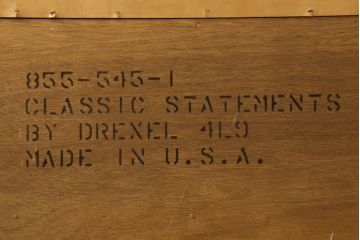 855-545-1
CLASSIC STATEMENTS
BY DREXEL 4L9
MADE IN U.S.A.